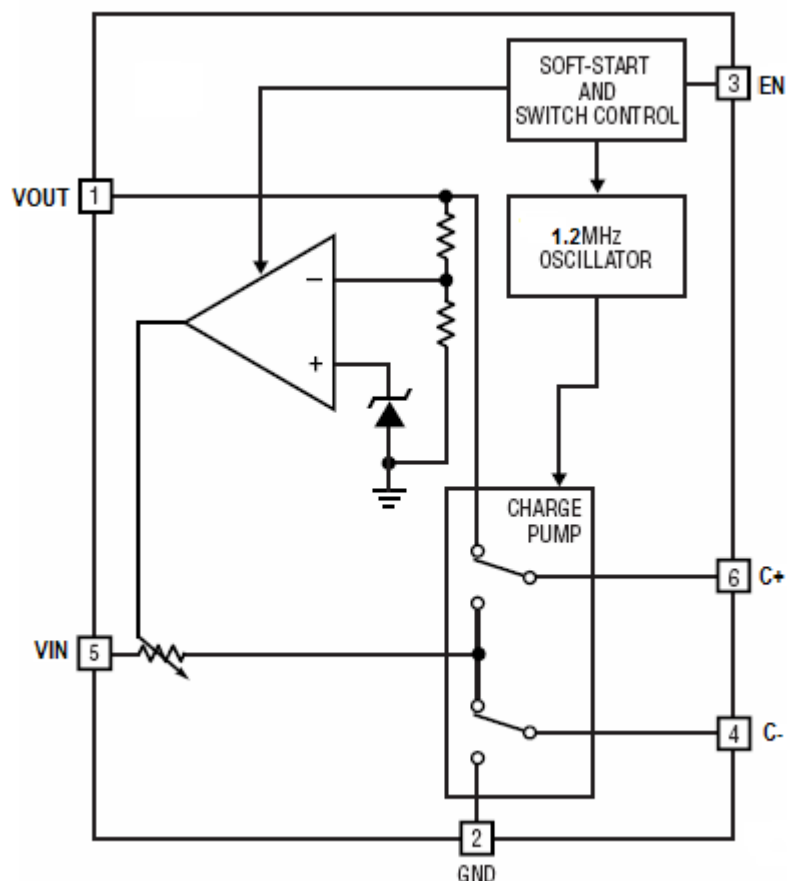 SOFT-START
AND
SWITCH CONTROL
3 EN
VOUT 1
1.2MHz
OSCILLATOR
−
+
CHARGE
PUMP
6 C+
VIN 5
4 C-
2
GND